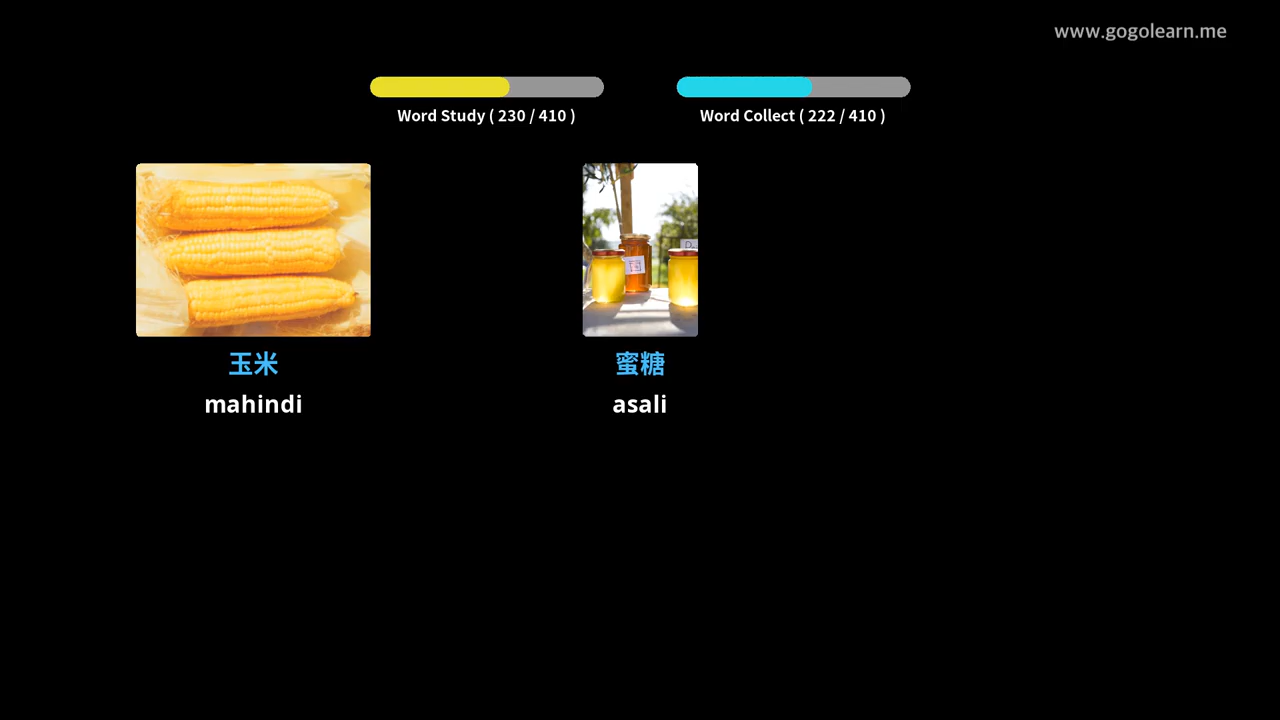 www.gogolearn.me
Word Study ( 230 / 410 )
Word Collect ( 222 / 410 )
玉米
mahindi
蜜糖
asali